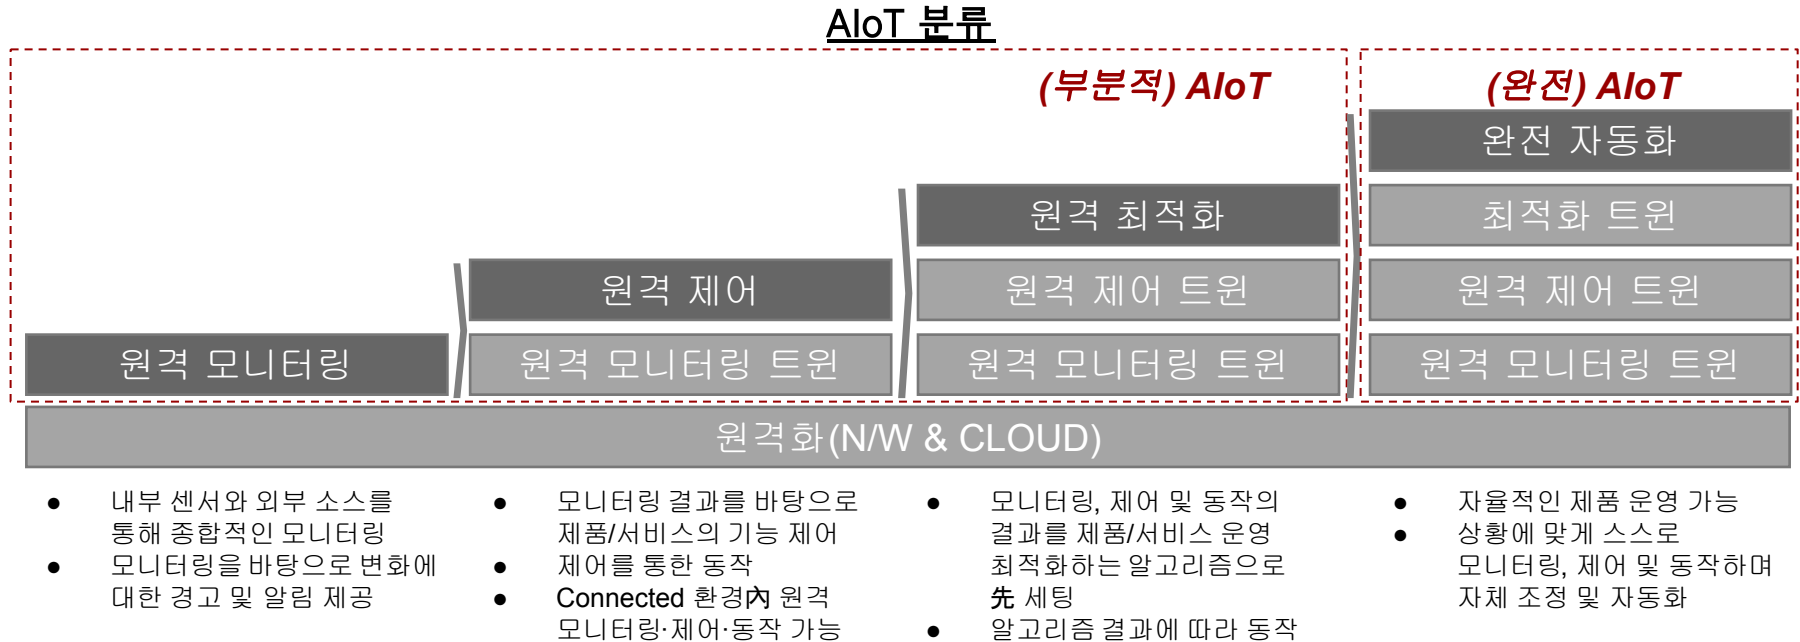 AIoT 분류
(부분적) AIoT
(완전) AIoT
완전 자동화
원격 최적화
최적화 트윈
원격 제어
원격 제어 트윈
원격 제어 트윈
원격 모니터링
원격 모니터링 트윈
원격 모니터링 트윈
원격 모니터링 트윈
원격화(N/W & CLOUD)
● 내부 센서와 외부 소스를
통해 종합적인 모니터링
● 모니터링을 바탕으로 변화에
대한 경고 및 알림 제공
● 모니터링 결과를 바탕으로
제품/서비스의 기능 제어
● 제어를 통한 동작
● Connected 환경內 원격
모니터링·제어·동작 가능
● 모니터링, 제어 및 동작의
결과를 제품/서비스 운영
최적화하는 알고리즘으로
先 세팅
● 알고리즘 결과에 따라 동작
● 자율적인 제품 운영 가능
● 상황에 맞게 스스로
모니터링, 제어 및 동작하며
자체 조정 및 자동화